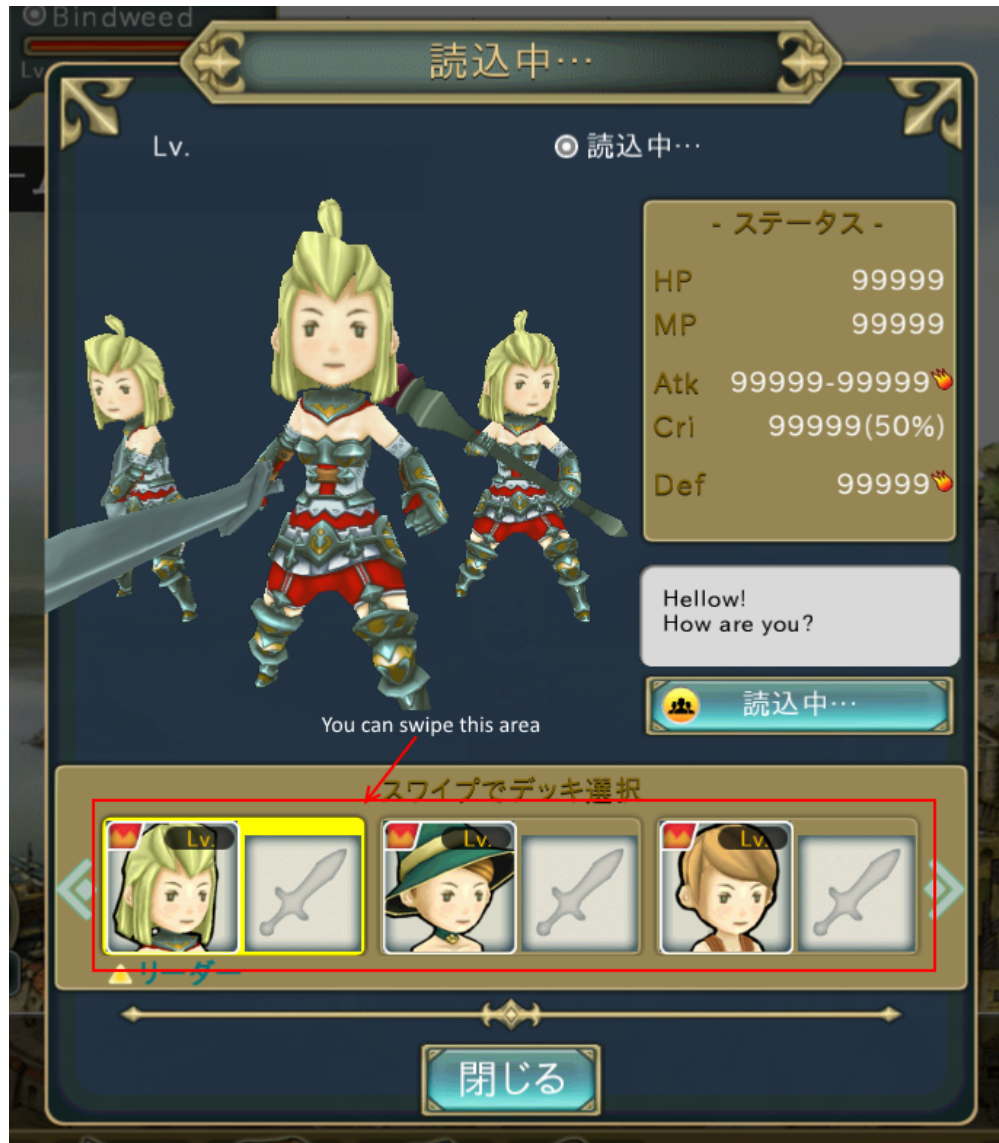 Bindweed
Lv
読込中…
Lv.
読込中…
- ステータス -
HP 99999
MP 99999
Atk 99999-99999
Cri 99999(50%)
Def 99999
Hellow!
How are you?
読込中…
You can swipe this area
スワイプでデッキ選択
Lv. Lv. Lv.
リーダー
閉じる